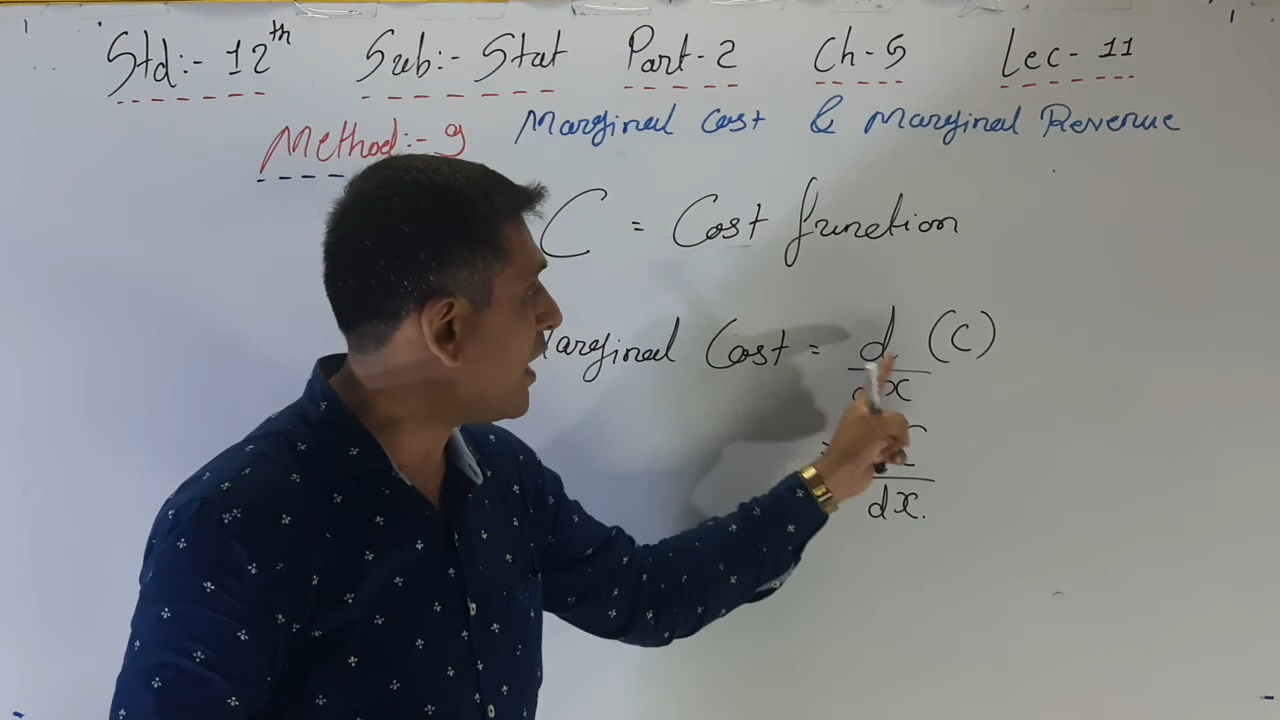 Std:- 12th Sub:- Stat Part-2 Ch-5 Lec-11
Method:- 9 Marginal Cost & Marginal Revenue
C = Cost function
Marginal Cost = d/dx (C)
dx.